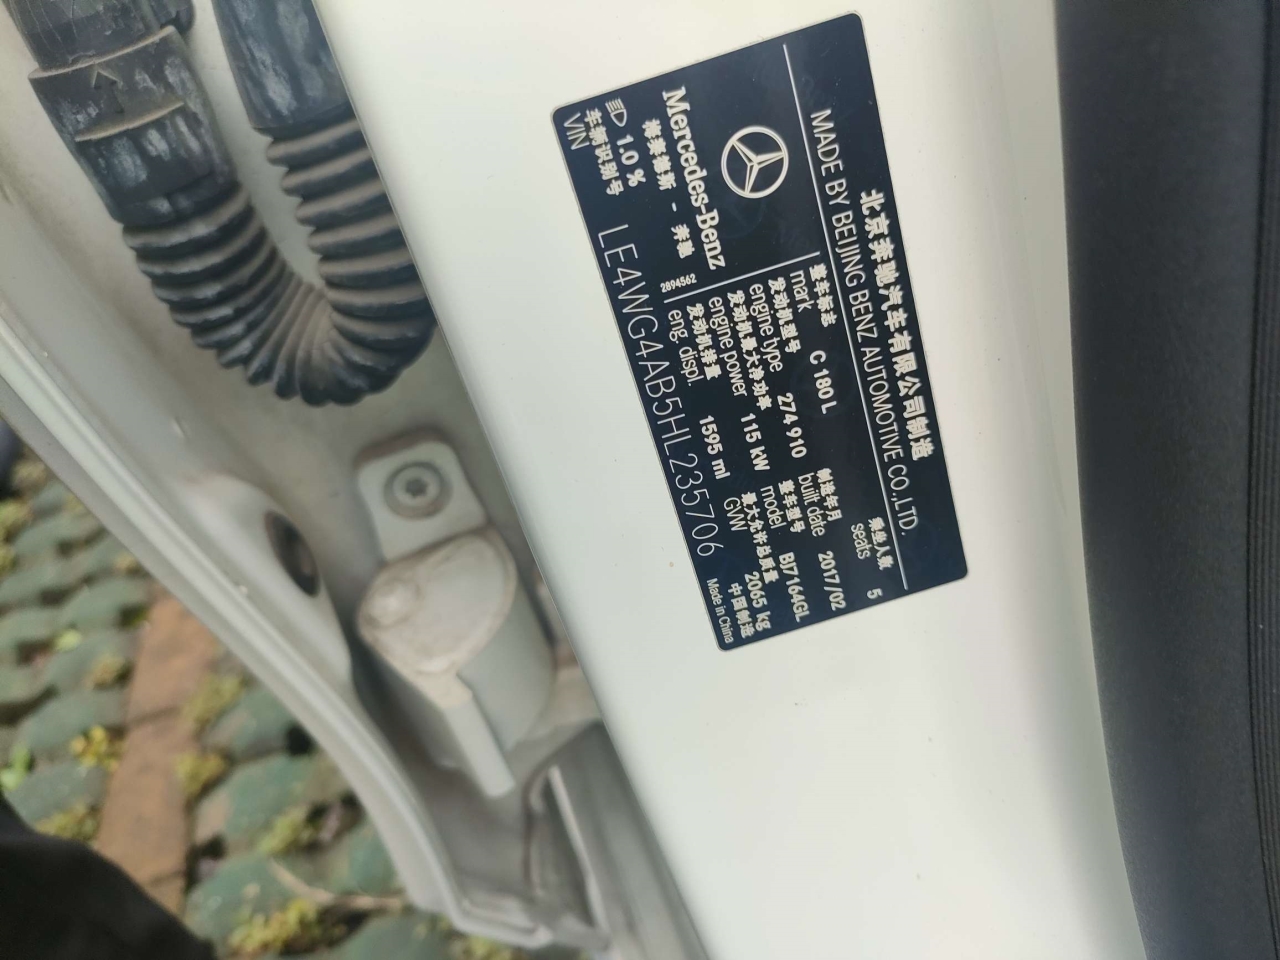 北京奔驰汽车有限公司制造
MADE BY BEIJING BENZ AUTOMOTIVE CO.,LTD.
乘坐人数 5
seats
Mercedes-Benz
梅赛德斯 - 奔驰
1.0 %
2894562
整车标志 C 180 L
mark
制造年月 2017/02
built date
发动机型号 274 910
engine type
整车型号 BJ7164GL
model
发动机最大净功率 115 kW
engine power
最大允许总质量 2065 kg
GVW
发动机排量 1595 ml
eng. displ.
中国制造
Made in China
车辆识别号
VIN
LE4WG4AB5HL235706